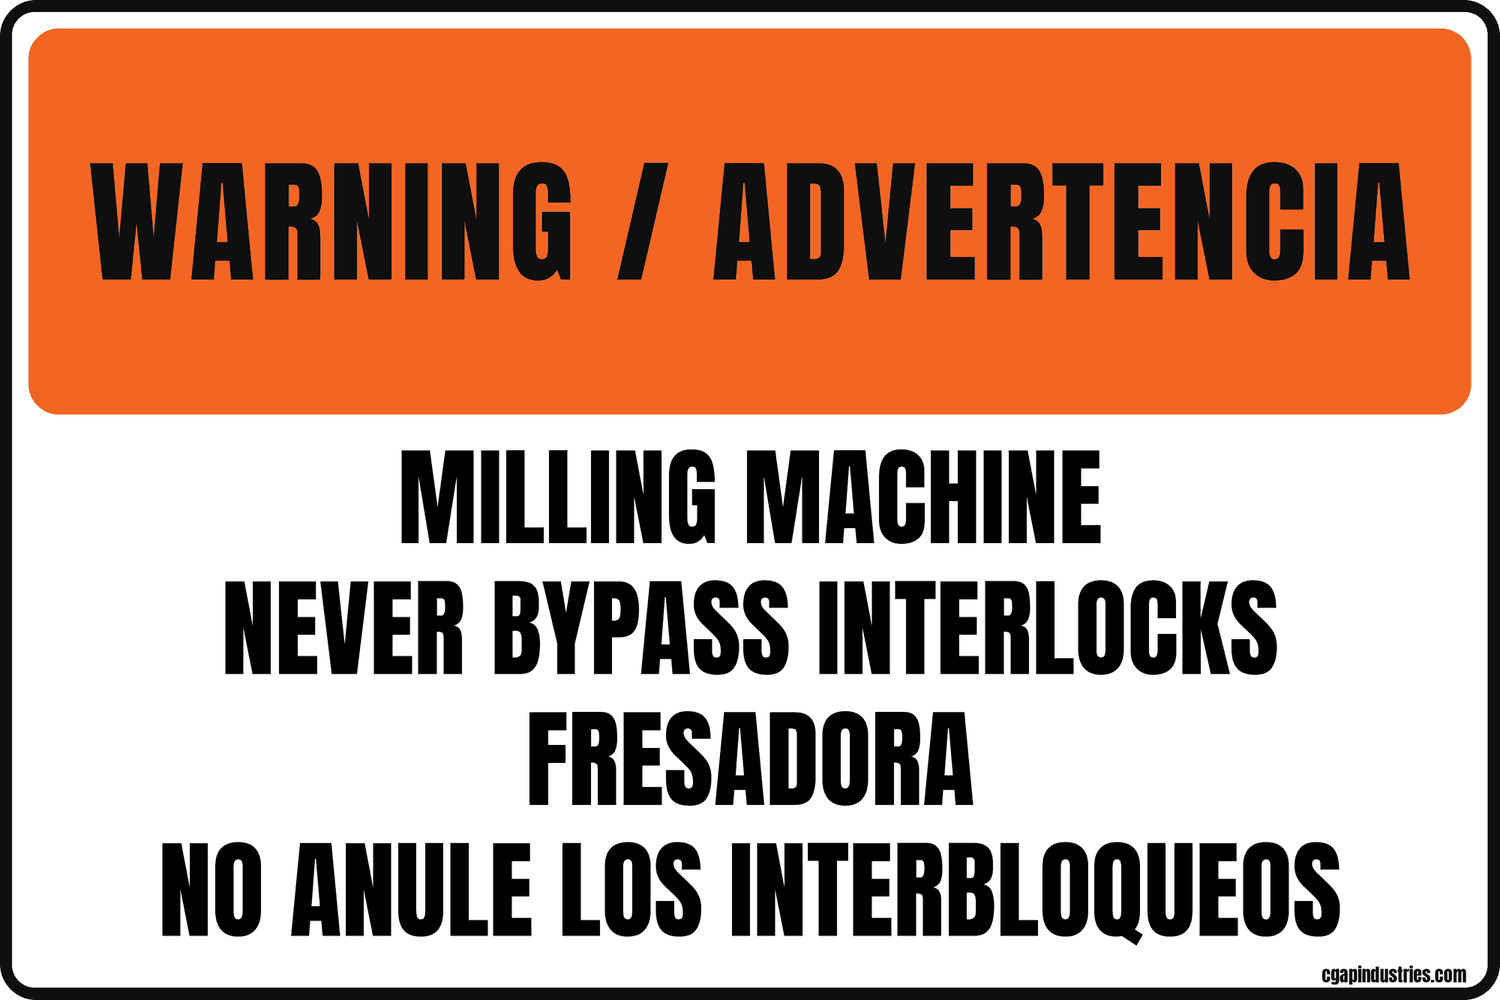 WARNING / ADVERTENCIA
MILLING MACHINE
NEVER BYPASS INTERLOCKS
FRESADORA
NO ANULE LOS INTERBLOQUEOS
cgapindustries.com